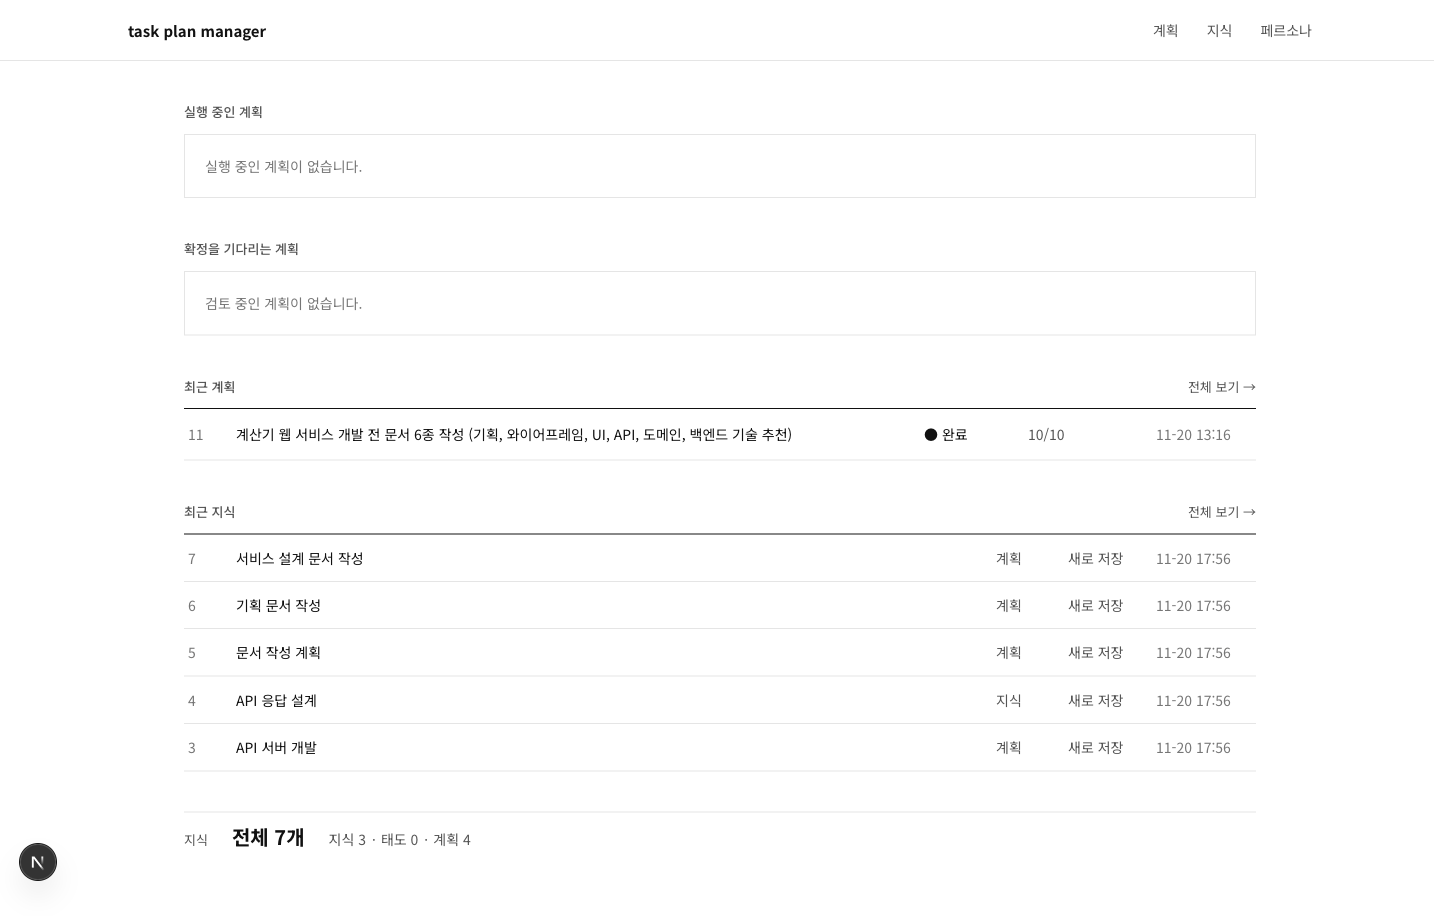 task plan manager 계획 지식 페르소나
실행 중인 계획
실행 중인 계획이 없습니다.
확정을 기다리는 계획
검토 중인 계획이 없습니다.
최근 계획 전체 보기 →
11 계산기 웹 서비스 개발 전 문서 6종 작성 (기획, 와이어프레임, UI, API, 도메인, 백엔드 기술 추천) ● 완료 10/10 11-20 13:16
최근 지식 전체 보기 →
7 서비스 설계 문서 작성 계획 새로 저장 11-20 17:56
6 기획 문서 작성 계획 새로 저장 11-20 17:56
5 문서 작성 계획 계획 새로 저장 11-20 17:56
4 API 응답 설계 지식 새로 저장 11-20 17:56
3 API 서버 개발 계획 새로 저장 11-20 17:56
지식 전체 7개 지식 3 · 태도 0 · 계획 4
N